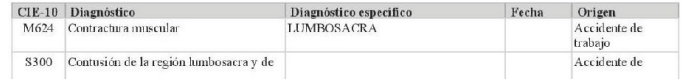 CIE-10 Diagnóstico Diagnóstico específico Fecha Origen
M624 Contractura muscular LUMBOSACRA Accidente de
trabajo
S300 Contusión de la región lumbosacra y de Accidente de